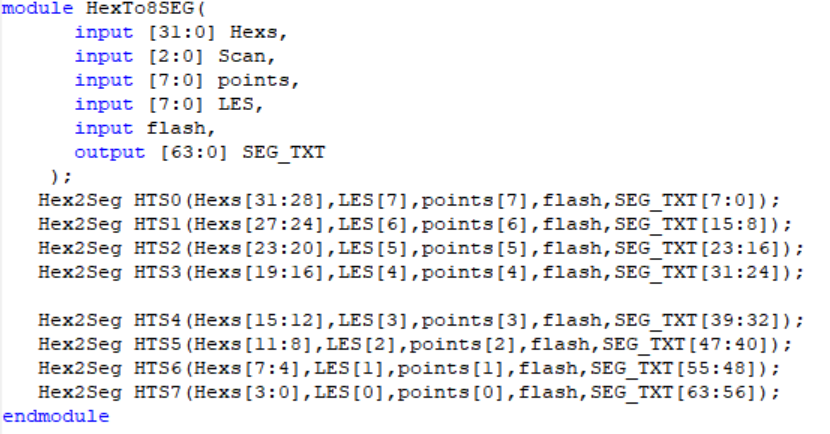 module HexTo8SEG(
input [31:0] Hexs,
input [2:0] Scan,
input [7:0] points,
input [7:0] LES,
input flash,
output [63:0] SEG_TXT
);
Hex2Seg HTS0(Hexs[31:28],LES[7],points[7],flash,SEG_TXT[7:0]);
Hex2Seg HTS1(Hexs[27:24],LES[6],points[6],flash,SEG_TXT[15:8]);
Hex2Seg HTS2(Hexs[23:20],LES[5],points[5],flash,SEG_TXT[23:16]);
Hex2Seg HTS3(Hexs[19:16],LES[4],points[4],flash,SEG_TXT[31:24]);
Hex2Seg HTS4(Hexs[15:12],LES[3],points[3],flash,SEG_TXT[39:32]);
Hex2Seg HTS5(Hexs[11:8],LES[2],points[2],flash,SEG_TXT[47:40]);
Hex2Seg HTS6(Hexs[7:4],LES[1],points[1],flash,SEG_TXT[55:48]);
Hex2Seg HTS7(Hexs[3:0],LES[0],points[0],flash,SEG_TXT[63:56]);
endmodule